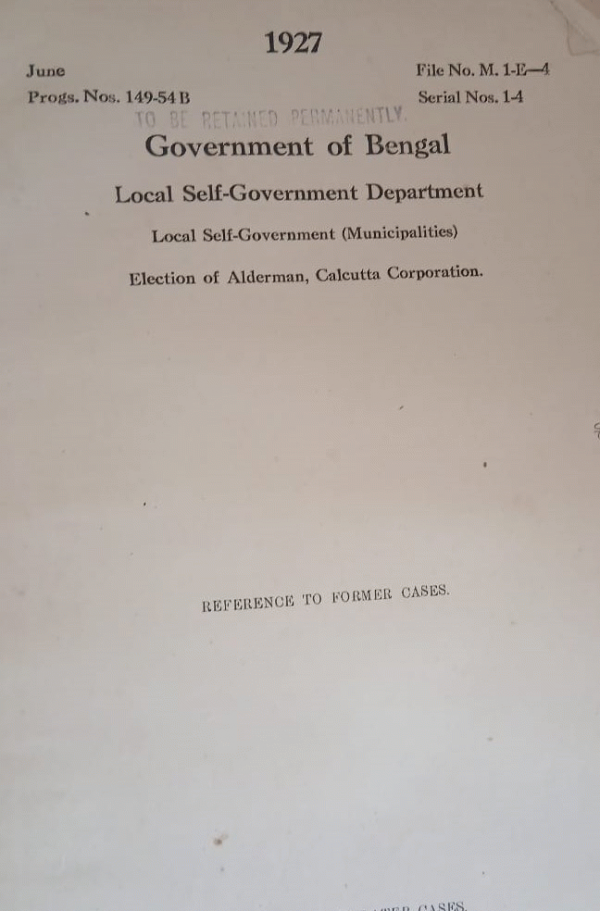 1927
June File No. M. 1-E—4
Progs. Nos. 149-54 B Serial Nos. 1-4
TO BE RETAINED PERMANENTLY.
Government of Bengal
Local Self-Government Department
Local Self-Government (Municipalities)
Election of Alderman, Calcutta Corporation.
REFERENCE TO FORMER CASES.
CASES.